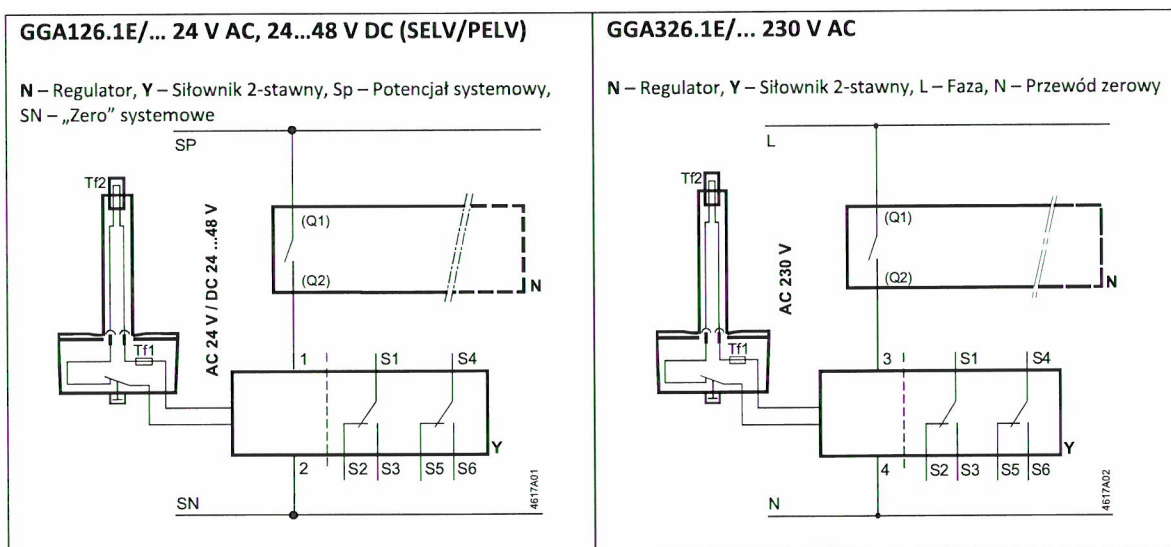 GGA126.1E/... 24 V AC, 24...48 V DC (SELV/PELV)
N – Regulator, Y – Siłownik 2-stawny, Sp – Potencjał systemowy,
SN – „Zero” systemowe
SP
Tf2
AC 24 V / DC 24 ...48 V
(Q1)
(Q2)
N
Tf1
1
S1
S4
Y
2
S2
S3
S5
S6
SN
4617A01
GGA326.1E/... 230 V AC
N – Regulator, Y – Siłownik 2-stawny, L – Faza, N – Przewód zerowy
L
Tf2
AC 230 V
(Q1)
(Q2)
N
Tf1
3
S1
S4
Y
4
S2
S3
S5
S6
N
4617A02